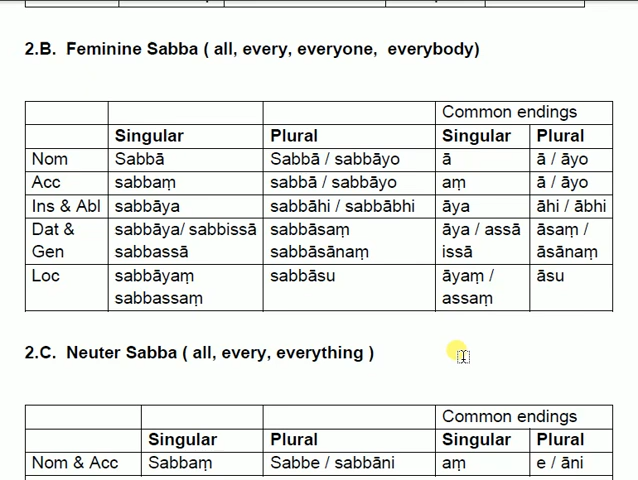 2.B. Feminine Sabba ( all, every, everyone, everybody)
Common endings
Singular Plural Singular Plural
Nom Sabbā Sabbā / sabbāyo ā ā / āyo
Acc sabbaṃ sabbā / sabbāyo aṃ ā / āyo
Ins & Abl sabbāya sabbāhi / sabbābhi āya āhi / ābhi
Dat & sabbāya/ sabbissā sabbāsaṃ āya / assā āsaṃ /
Gen sabbassā sabbāsānaṃ issā āsānaṃ
Loc sabbāyaṃ sabbāsu āyaṃ / āsu
sabbassaṃ assaṃ
2.C. Neuter Sabba ( all, every, everything )
Common endings
Singular Plural Singular Plural
Nom & Acc Sabbaṃ Sabbe / sabbāni aṃ e / āni